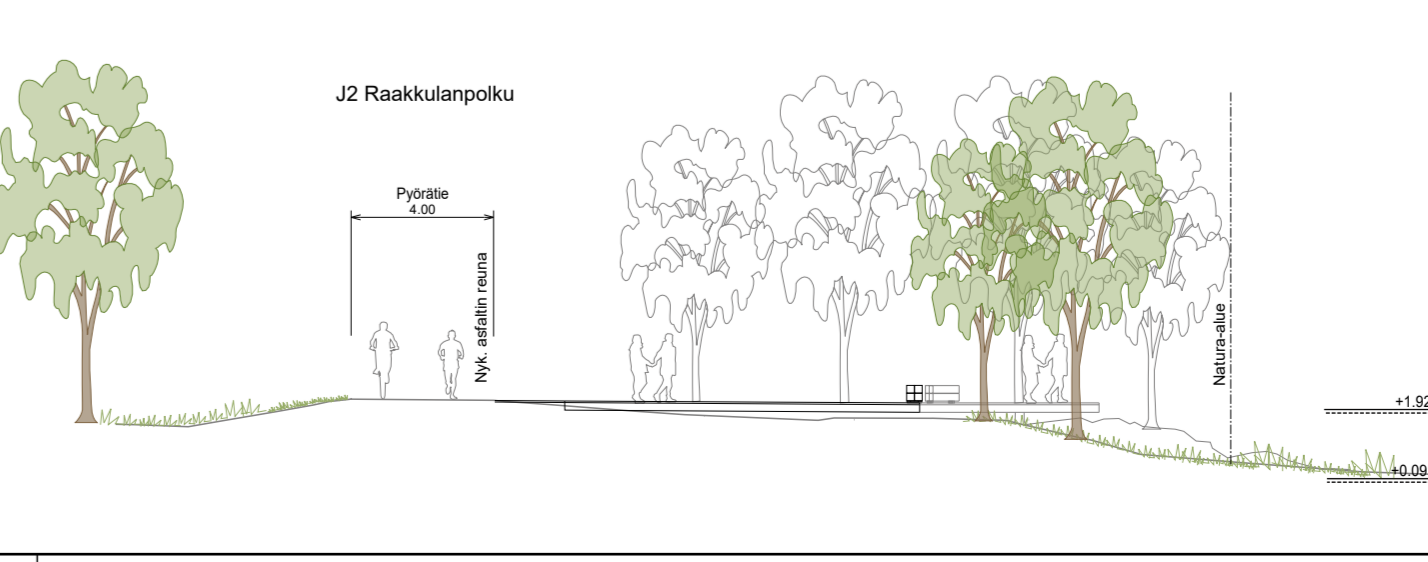 J2 Raakkulanpolku
Pyörätie
4.00
Nyk. asfaltin reuna
Natura-alue
+1.92
+0.09